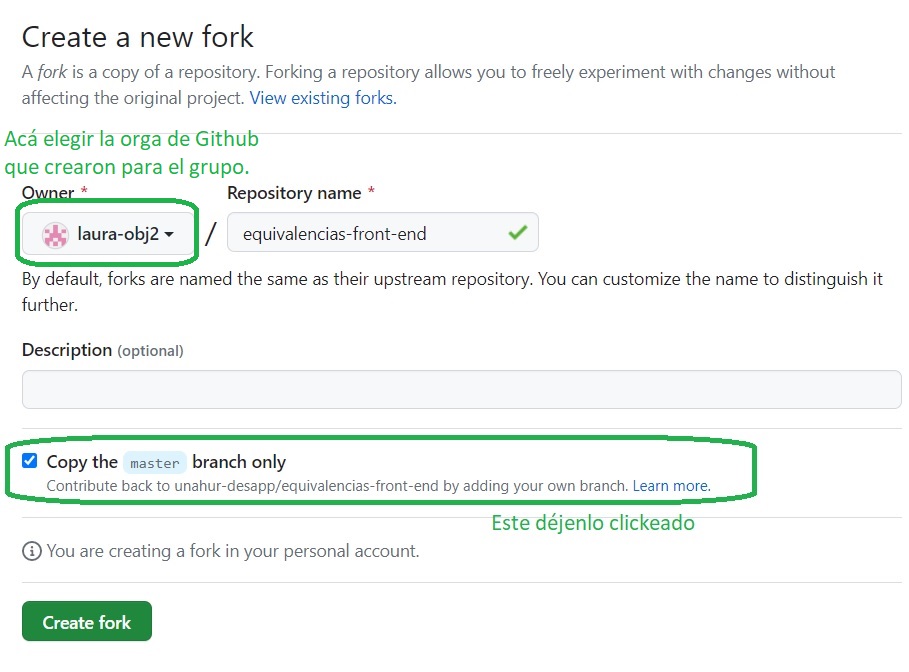 Create a new fork
A fork is a copy of a repository. Forking a repository allows you to freely experiment with changes without
affecting the original project. View existing forks.
Acá elegir la orga de Github
que crearon para el grupo.
Owner * Repository name *
laura-obj2 / equivalencias-front-end
By default, forks are named the same as their upstream repository. You can customize the name to distinguish it
further.
Description (optional)
Copy the master branch only
Contribute back to unahur-desapp/equivalencias-front-end by adding your own branch. Learn more.
Este déjenlo clickeado
You are creating a fork in your personal account.
Create fork